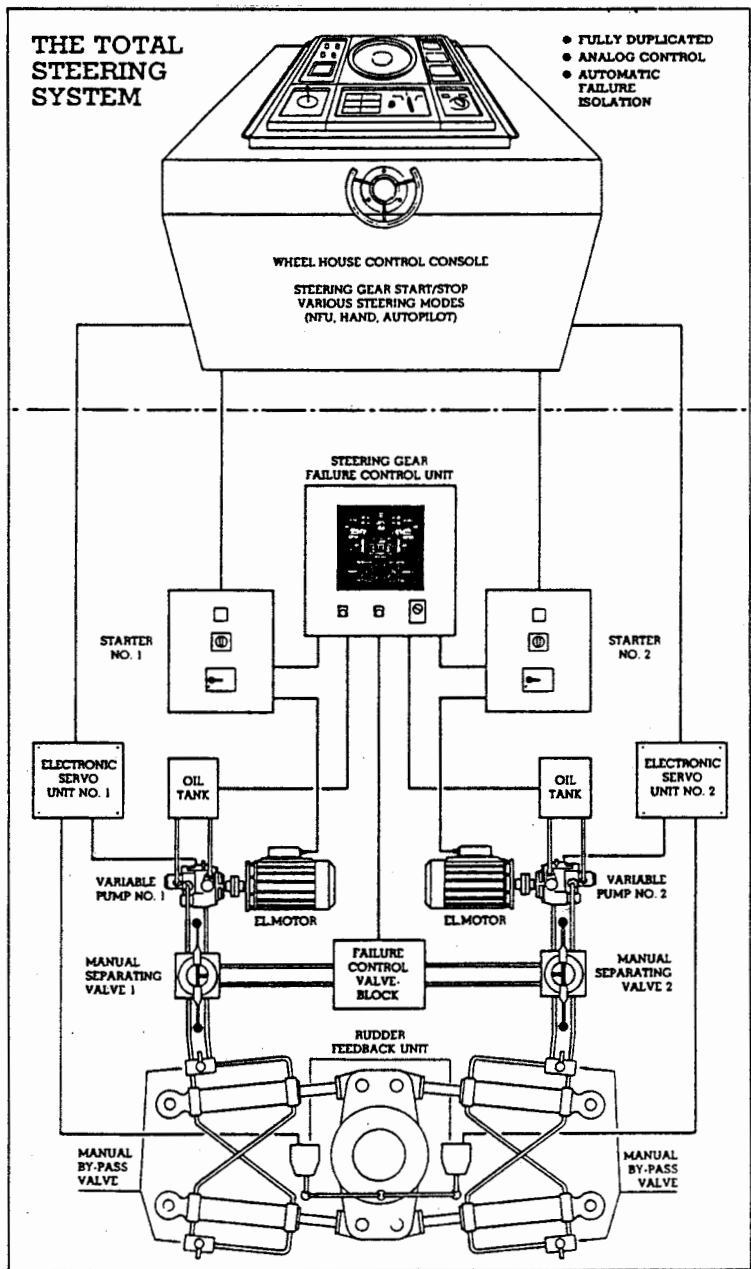 THE TOTAL
STEERING
SYSTEM
● FULLY DUPLICATED
● ANALOG CONTROL
● AUTOMATIC
FAILURE
ISOLATION
WHEEL HOUSE CONTROL CONSOLE
STEERING GEAR START/STOP
VARIOUS STEERING MODES
(NFU, HAND, AUTOPILOT)
STEERING GEAR
FAILURE CONTROL UNIT
STARTER
NO. 1
STARTER
NO. 2
ELECTRONIC
SERVO
UNIT NO. 1
OIL
TANK
OIL
TANK
ELECTRONIC
SERVO
UNIT NO. 2
VARIABLE
PUMP NO. 1
EL.MOTOR
EL.MOTOR
VARIABLE
PUMP NO. 2
MANUAL
SEPARATING
VALVE 1
FAILURE
CONTROL
VALVE-
BLOCK
MANUAL
SEPARATING
VALVE 2
RUDDER
FEEDBACK UNIT
MANUAL
BY-PASS
VALVE
MANUAL
BY-PASS
VALVE